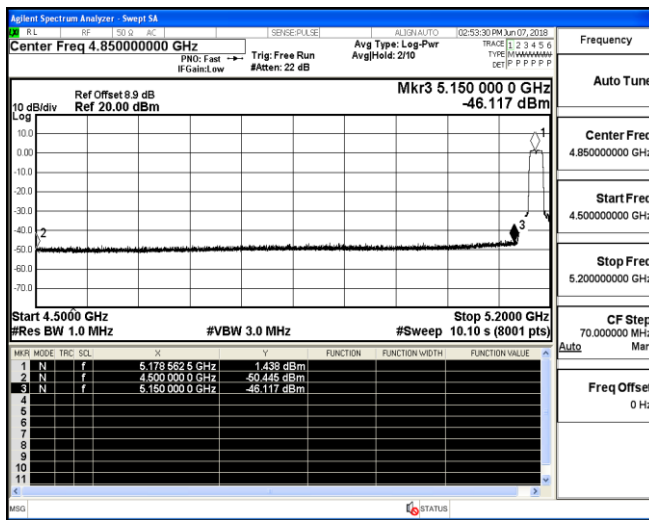 Agilent Spectrum Analyzer - Swept SA
RL RF 50 Ω AC SENSE:PULSE ALIGNAUTO 02:53:30 PM Jun 07, 2018
Center Freq 4.850000000 GHz
PNO: Fast
IFGain:Low
Trig: Free Run
#Atten: 22 dB
Avg Type: Log-Pwr
Avg|Hold: 2/10
TRACE 1 2 3 4 5 6
TYPE MWWWWW
DET P P P P P P
Ref Offset 8.9 dB
10 dB/div Ref 20.00 dBm
Log
Mkr3 5.150 000 0 GHz
-46.117 dBm
10.0
0.00
-10.0
-20.0
-30.0
-40.0
-50.0
-60.0
-70.0
1
2
3
Start 4.5000 GHz Stop 5.2000 GHz
#Res BW 1.0 MHz #VBW 3.0 MHz #Sweep 10.10 s (8001 pts)
MKR MODE TRC SCL X Y FUNCTION FUNCTION WIDTH FUNCTION VALUE
1 N f 5.178 562 5 GHz 1.438 dBm
2 N f 4.500 000 0 GHz -50.445 dBm
3 N f 5.150 000 0 GHz -46.117 dBm
4
5
6
7
8
9
10
11
MSG STATUS
Frequency
Auto Tune
Center Freq
4.850000000 GHz
Start Freq
4.500000000 GHz
Stop Freq
5.200000000 GHz
CF Step
70.000000 MHz
Auto Man
Freq Offset
0 Hz